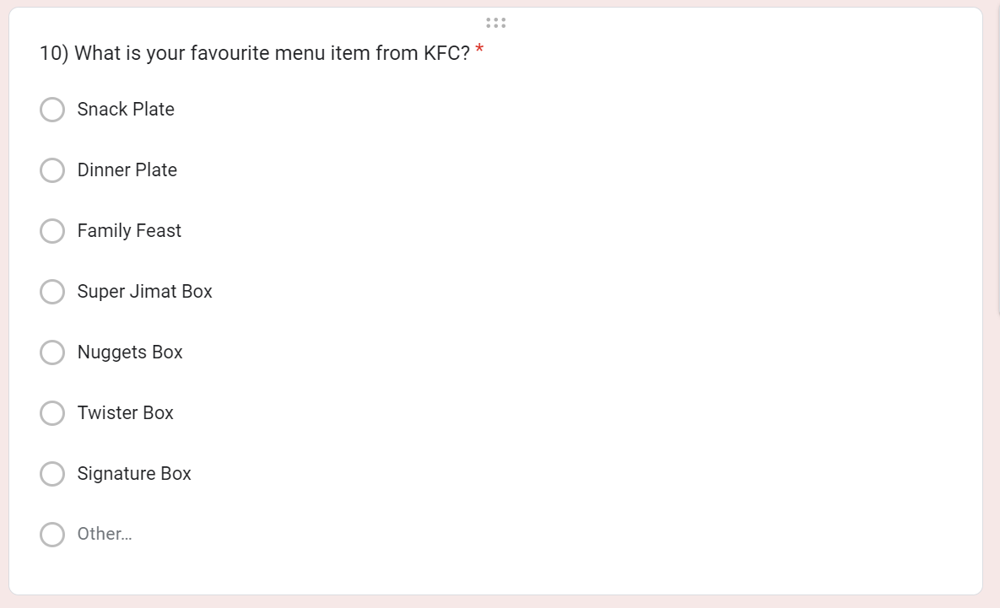 10) What is your favourite menu item from KFC? *
Snack Plate
Dinner Plate
Family Feast
Super Jimat Box
Nuggets Box
Twister Box
Signature Box
Other...